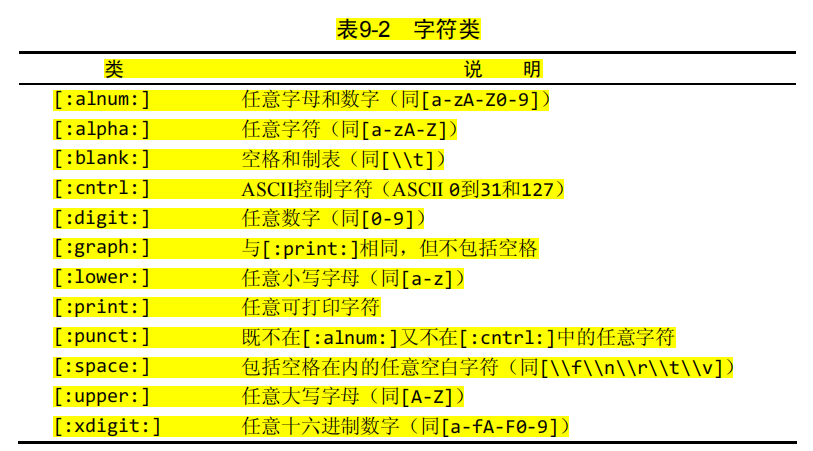 表9-2 字符类
类 说 明
[:alnum:] 任意字母和数字（同[a-zA-Z0-9]）
[:alpha:] 任意字符（同[a-zA-Z]）
[:blank:] 空格和制表（同[\\t]）
[:cntrl:] ASCII控制字符（ASCII 0到31和127）
[:digit:] 任意数字（同[0-9]）
[:graph:] 与[:print:]相同，但不包括空格
[:lower:] 任意小写字母（同[a-z]）
[:print:] 任意可打印字符
[:punct:] 既不在[:alnum:]又不在[:cntrl:]中的任意字符
[:space:] 包括空格在内的任意空白字符（同[\\f\\n\\r\\t\\v]）
[:upper:] 任意大写字母（同[A-Z]）
[:xdigit:] 任意十六进制数字（同[a-fA-F0-9]）